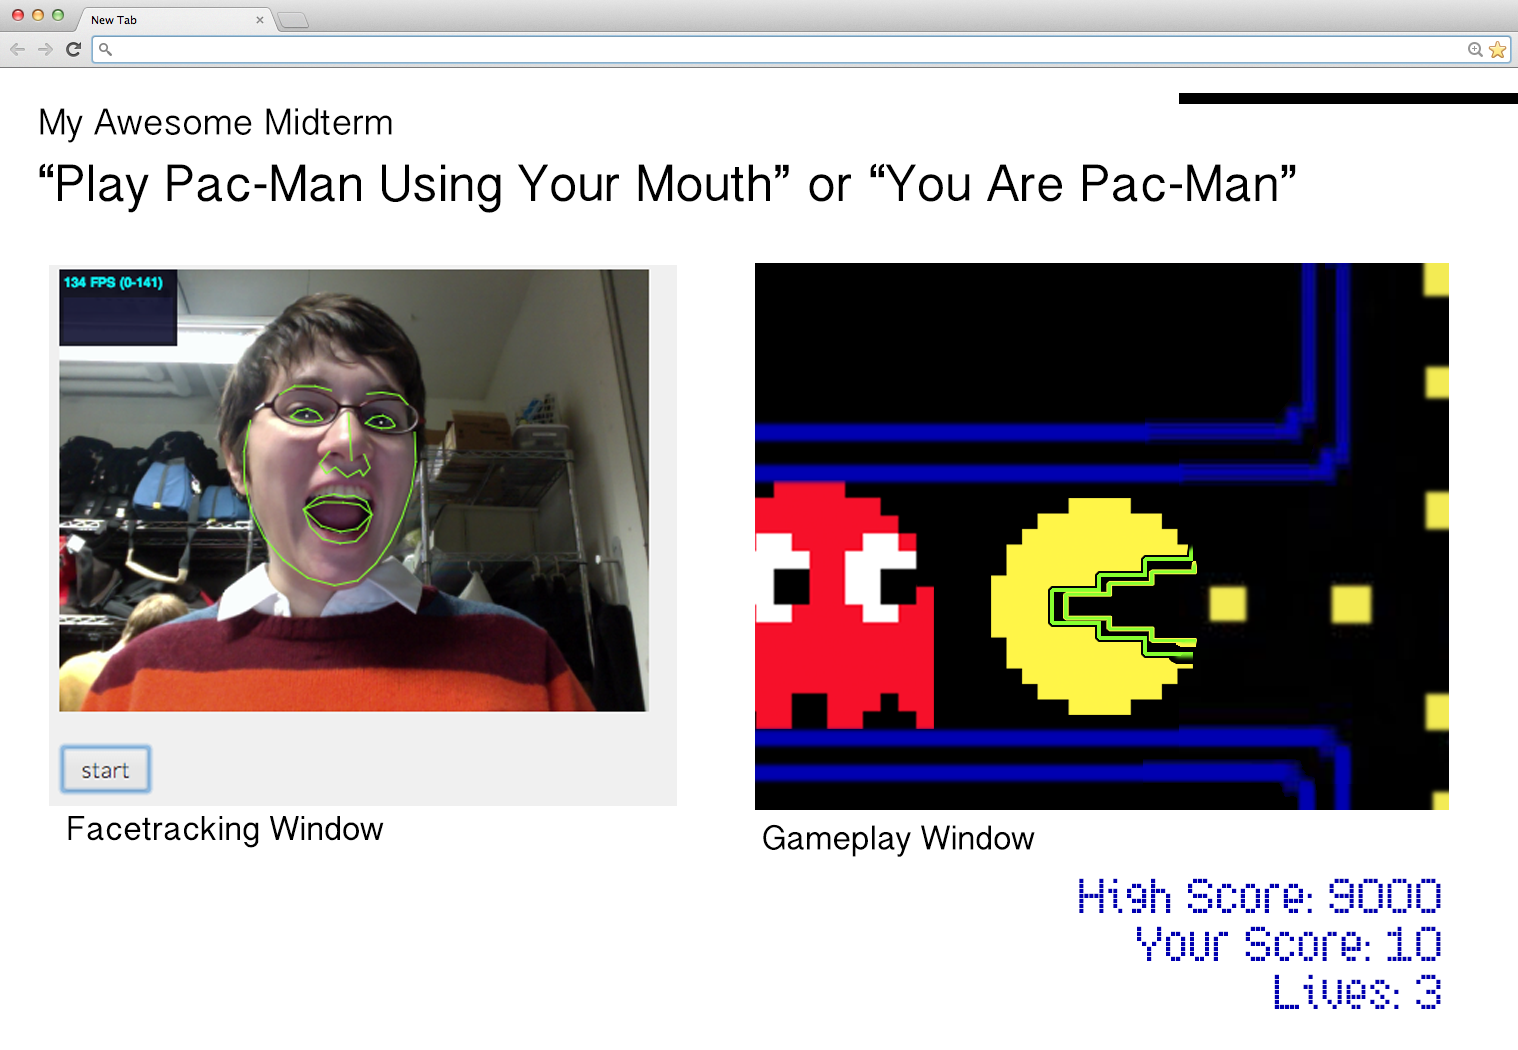 New Tab
My Awesome Midterm
“Play Pac-Man Using Your Mouth” or “You Are Pac-Man”
134 FPS (0-141)
start
Facetracking Window
Gameplay Window
High Score: 9000
Your Score: 10
Lives: 3